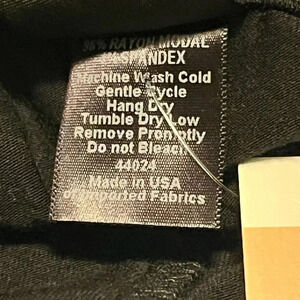 RAYON MODAL
SPANDEX
Machine Wash Cold
Gentle Cycle
Hang Dry
Tumble Dry Low
Remove Promptly
Do not Bleach
44024
Made in USA
of Imported Fabrics